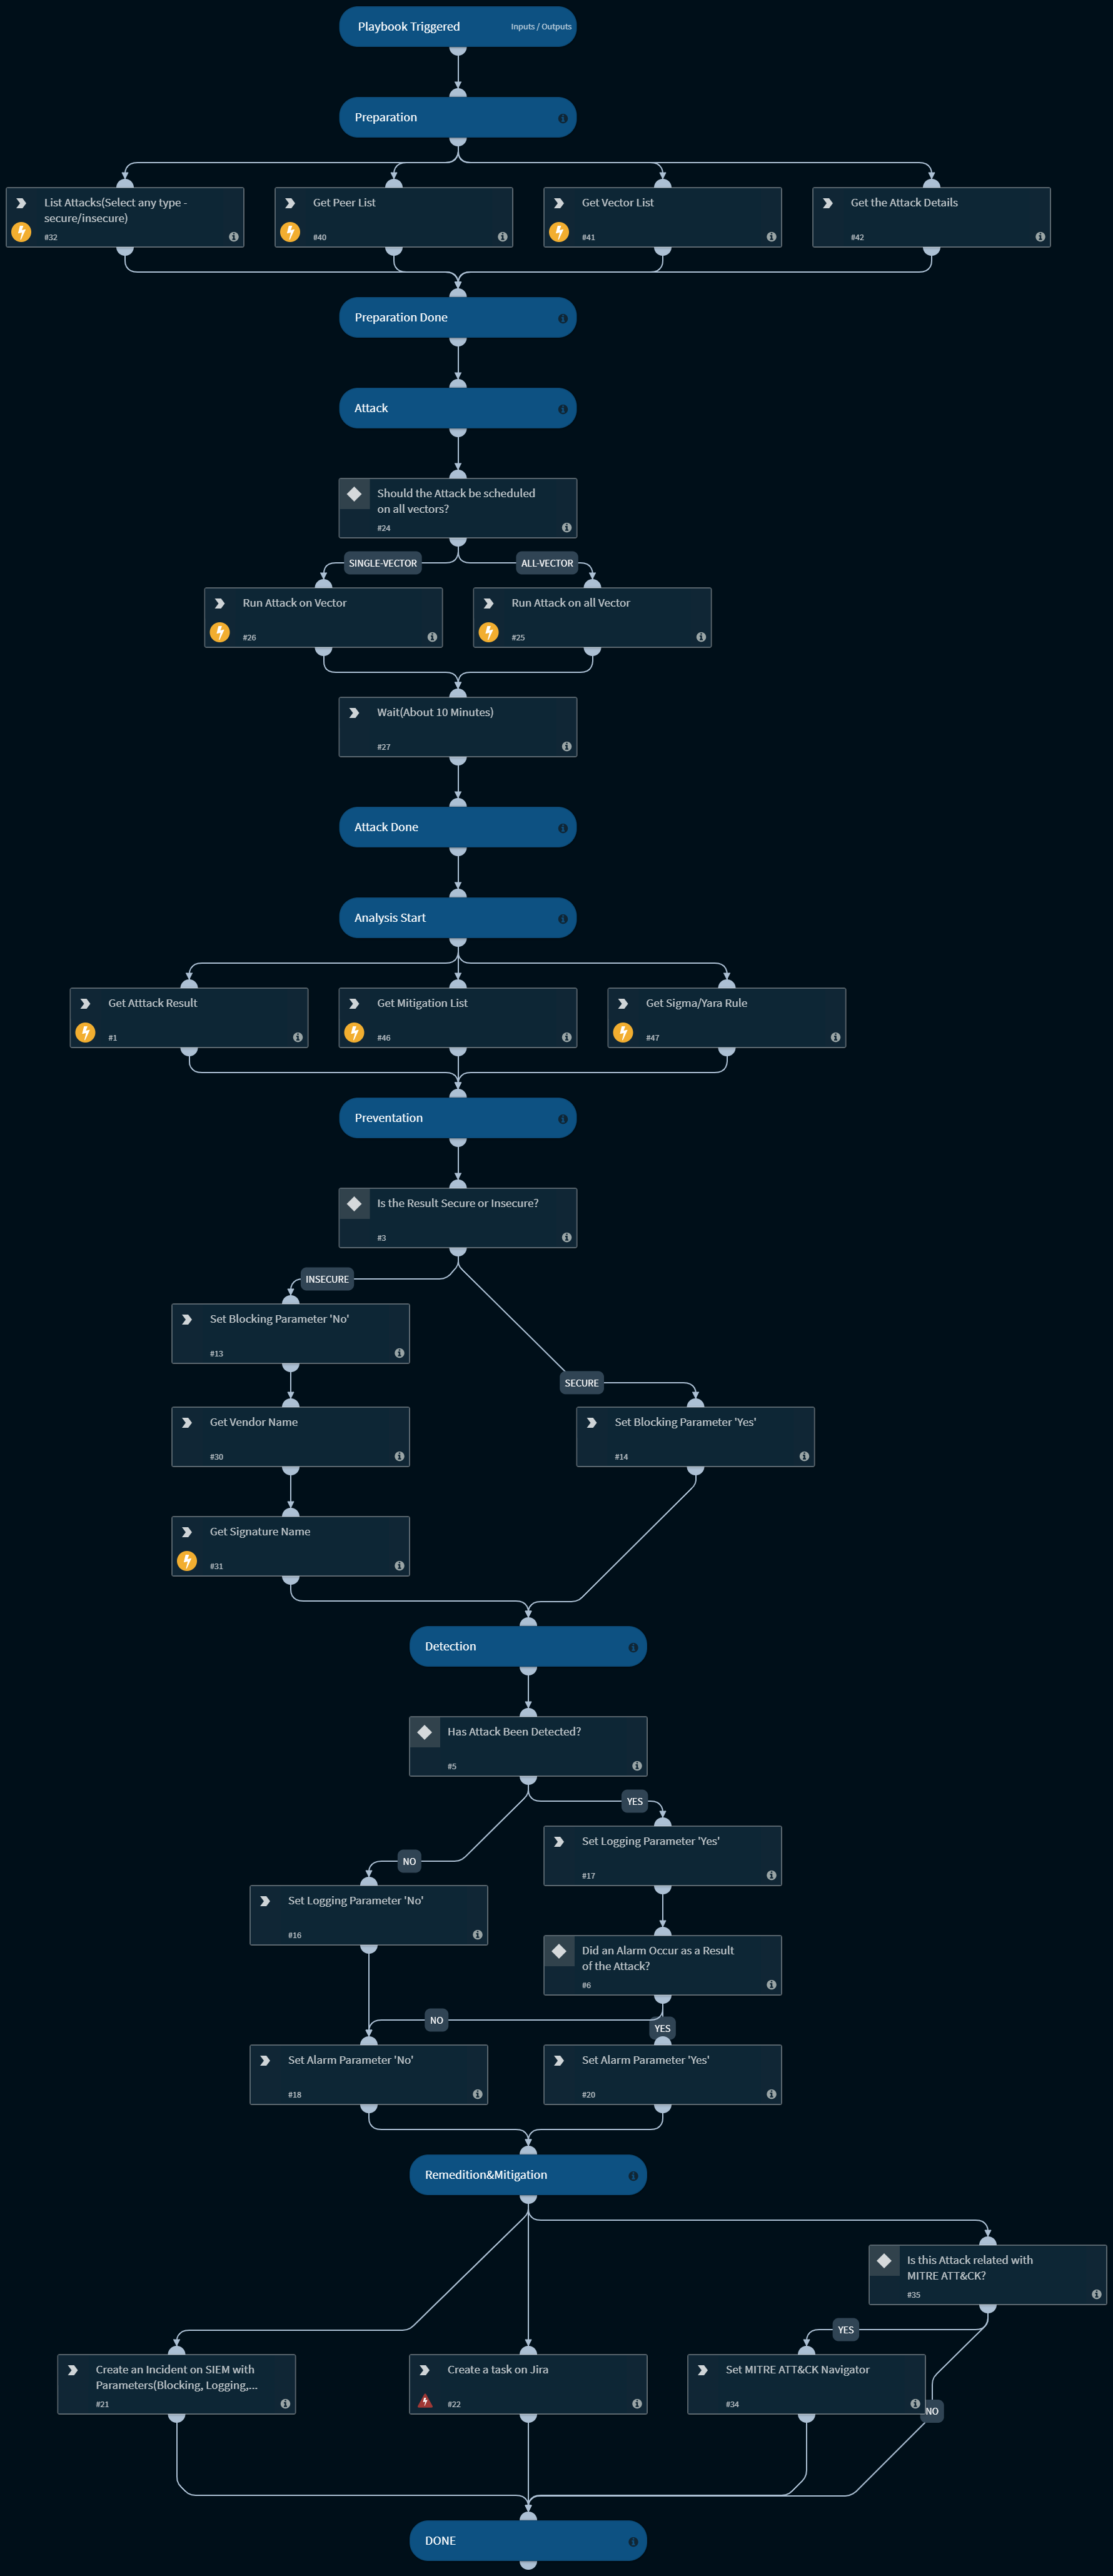 Playbook Triggered
Inputs / Outputs
Preparation
List Attacks(Select any type -
secure/insecure)
#32
Get Peer List
#40
Get Vector List
#41
Get the Attack Details
#42
Preparation Done
Attack
Should the Attack be scheduled
on all vectors?
#24
SINGLE-VECTOR
ALL-VECTOR
Run Attack on Vector
#26
Run Attack on all Vector
#25
Wait(About 10 Minutes)
#27
Attack Done
Analysis Start
Get Atttack Result
#1
Get Mitigation List
#46
Get Sigma/Yara Rule
#47
Preventation
Is the Result Secure or Insecure?
#3
INSECURE
Set Blocking Parameter 'No'
#13
SECURE
Get Vendor Name
#30
Set Blocking Parameter 'Yes'
#14
Get Signature Name
#31
Detection
Has Attack Been Detected?
#5
YES
Set Logging Parameter 'Yes'
#17
NO
Set Logging Parameter 'No'
#16
Did an Alarm Occur as a Result
of the Attack?
#6
NO
YES
Set Alarm Parameter 'No'
#18
Set Alarm Parameter 'Yes'
#20
Remedition&Mitigation
Is this Attack related with
MITRE ATT&CK?
#35
YES
Create an Incident on SIEM with
Parameters(Blocking, Logging,...
#21
Create a task on Jira
#22
Set MITRE ATT&CK Navigator
#34
NO
DONE